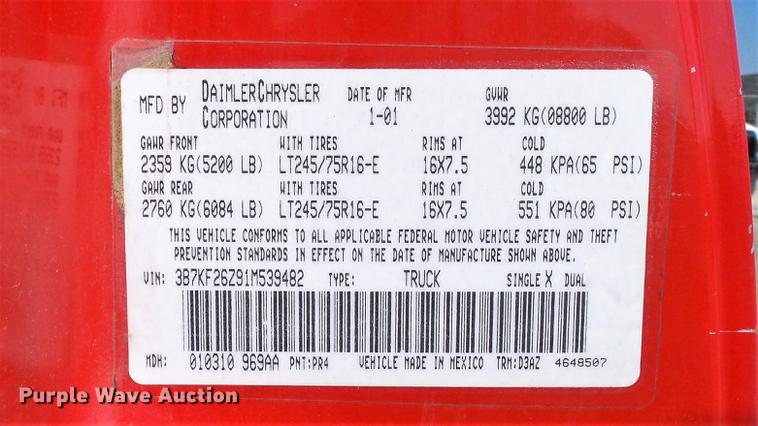 MFD BY DAIMLERCHRYSLER CORPORATION DATE OF MFR 1-01 GVWR 3992 KG(08800 LB)
GAWR FRONT WITH TIRES RIMS AT COLD
2359 KG(5200 LB) LT245/75R16-E 16X7.5 448 KPA(65 PSI)
GAWR REAR WITH TIRES RIMS AT COLD
2760 KG(6084 LB) LT245/75R16-E 16X7.5 551 KPA(80 PSI)
THIS VEHICLE CONFORMS TO ALL APPLICABLE FEDERAL MOTOR VEHICLE SAFETY AND THEFT
PREVENTION STANDARDS IN EFFECT ON THE DATE OF MANUFACTURE SHOWN ABOVE.
VIN: 3B7KF26Z91M539482 TYPE: TRUCK SINGLE X DUAL
MDH: 010310 969AA PNT:PR4 VEHICLE MADE IN MEXICO TRM:D3AZ 4648507
Purple Wave Auction